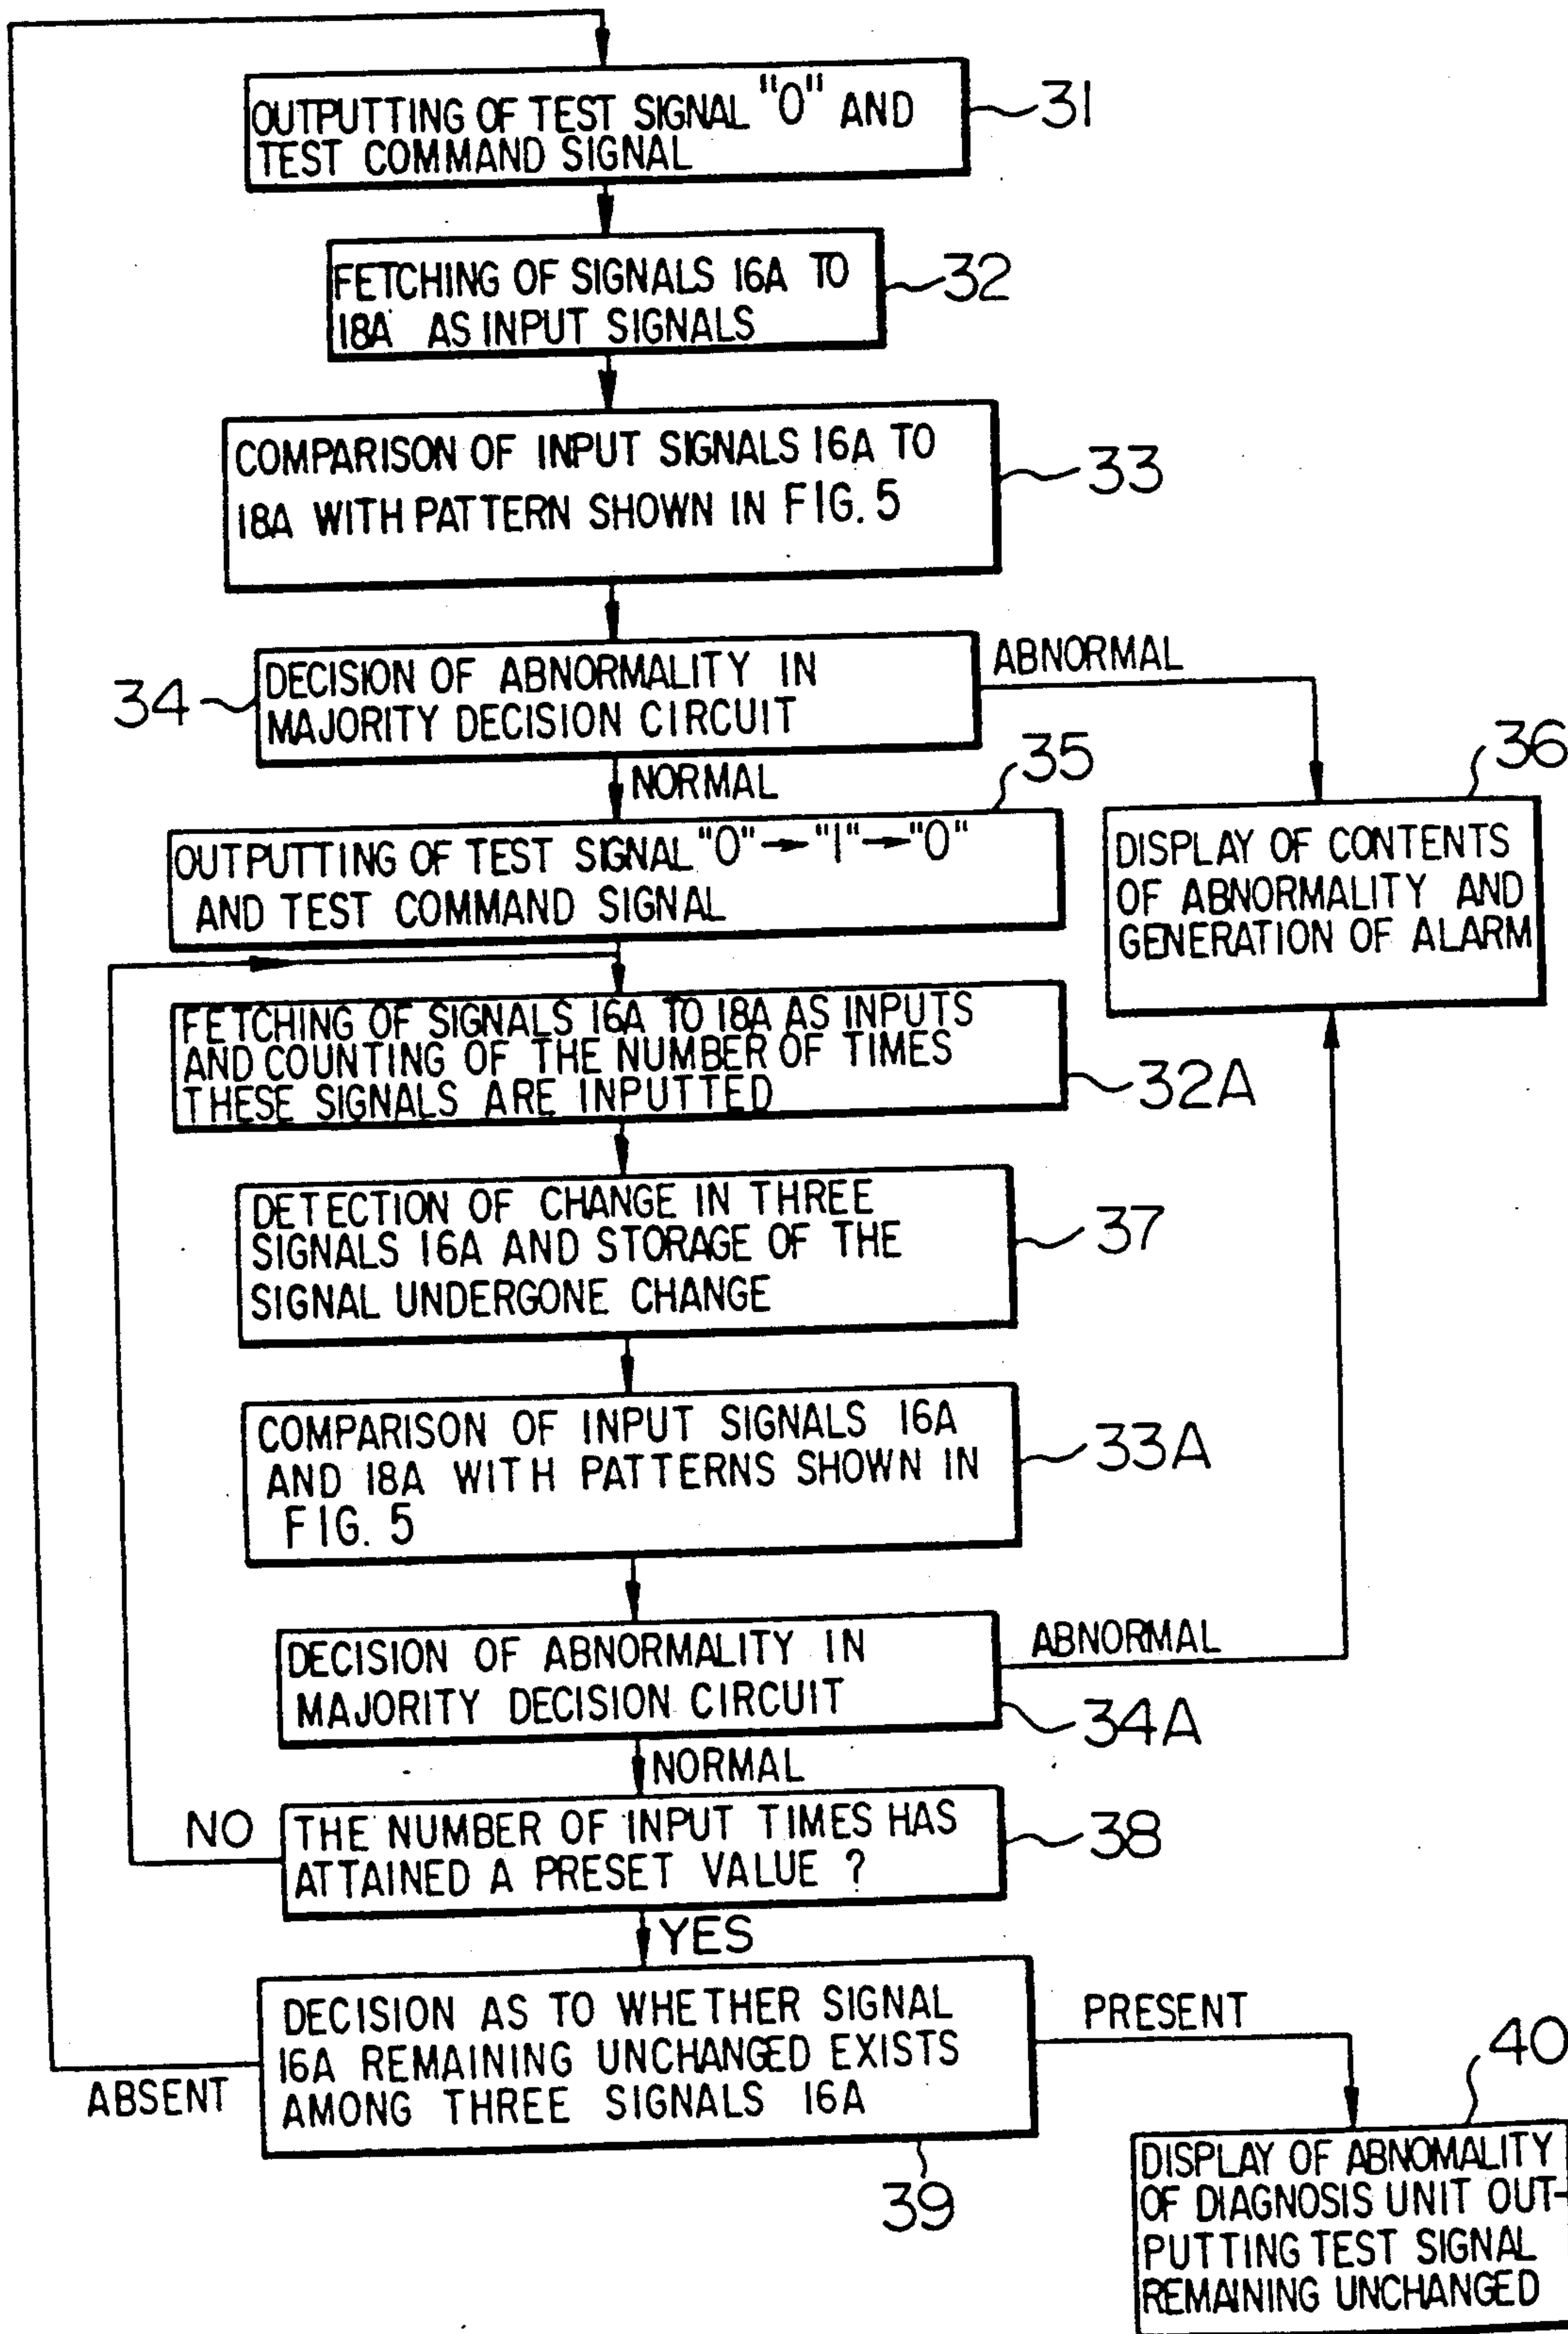 OUTPUTTING OF TEST SIGNAL "0" AND
TEST COMMAND SIGNAL
31
FETCHING OF SIGNALS 16A TO
18A AS INPUT SIGNALS
32
COMPARISON OF INPUT SIGNALS 16A TO
18A WITH PATTERN SHOWN IN FIG. 5
33
34
DECISION OF ABNORMALITY IN
MAJORITY DECISION CIRCUIT
ABNORMAL
NORMAL
35
36
OUTPUTTING OF TEST SIGNAL "0"→"1"→"0"
AND TEST COMMAND SIGNAL
DISPLAY OF CONTENTS
OF ABNORMALITY AND
GENERATION OF ALARM
FETCHING OF SIGNALS 16A TO 18A AS INPUTS
AND COUNTING OF THE NUMBER OF TIMES
THESE SIGNALS ARE INPUTTED
32A
DETECTION OF CHANGE IN THREE
SIGNALS 16A AND STORAGE OF THE
SIGNAL UNDERGONE CHANGE
37
COMPARISON OF INPUT SIGNALS 16A
AND 18A WITH PATTERNS SHOWN IN
FIG. 5
33A
DECISION OF ABNORMALITY IN
MAJORITY DECISION CIRCUIT
ABNORMAL
34A
NORMAL
NO
THE NUMBER OF INPUT TIMES HAS
ATTAINED A PRESET VALUE ?
38
YES
DECISION AS TO WHETHER SIGNAL
16A REMAINING UNCHANGED EXISTS
AMONG THREE SIGNALS 16A
PRESENT
ABSENT
39
40
DISPLAY OF ABNOMALITY
OF DIAGNOSIS UNIT OUT-
PUTTING TEST SIGNAL
REMAINING UNCHANGED